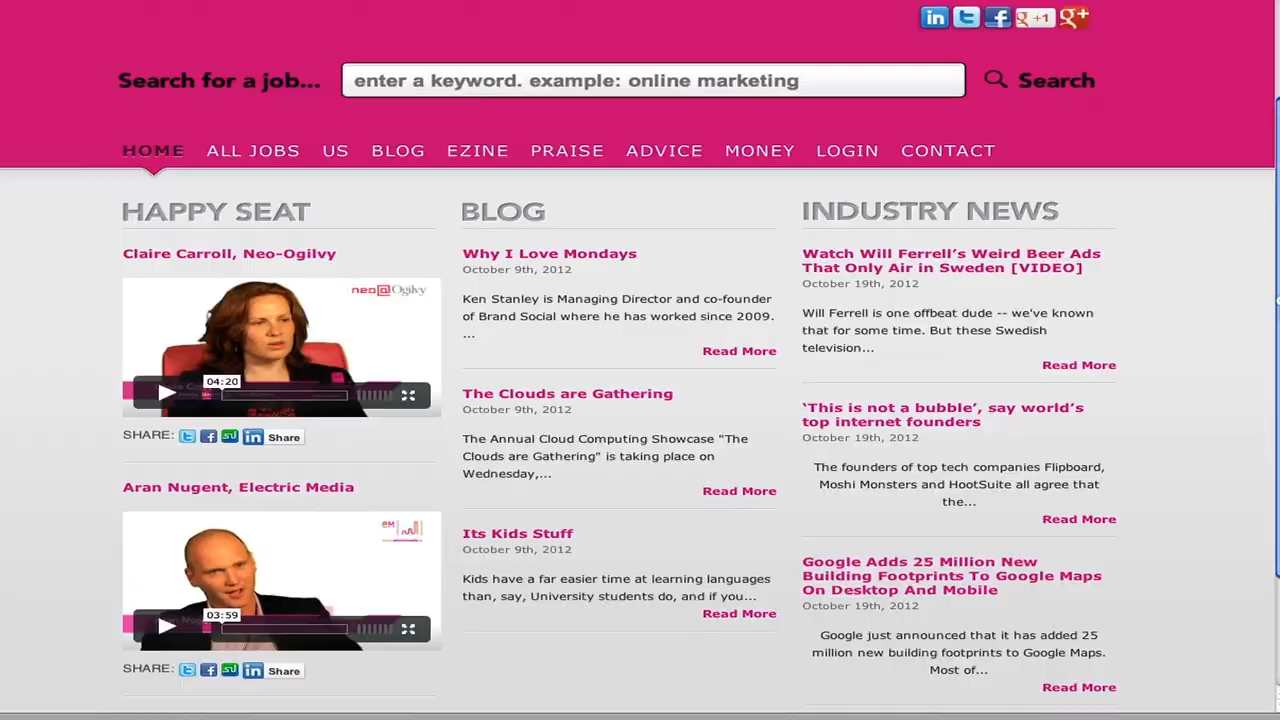 g +1
g+
Search for a job...
enter a keyword. example: online marketing
Search
HOME ALL JOBS US BLOG EZINE PRAISE ADVICE MONEY LOGIN CONTACT
HAPPY SEAT
Claire Carroll, Neo-Ogilvy
neo@Ogilvy
04:20
SHARE:
in Share
Aran Nugent, Electric Media
em
03:59
SHARE:
in Share
BLOG
Why I Love Mondays
October 9th, 2012
Ken Stanley is Managing Director and co-founder
of Brand Social where he has worked since 2009.
...
Read More
The Clouds are Gathering
October 9th, 2012
The Annual Cloud Computing Showcase "The
Clouds are Gathering" is taking place on
Wednesday,...
Read More
Its Kids Stuff
October 9th, 2012
Kids have a far easier time at learning languages
than, say, University students do, and if you...
Read More
INDUSTRY NEWS
Watch Will Ferrell's Weird Beer Ads
That Only Air in Sweden [VIDEO]
October 19th, 2012
Will Ferrell is one offbeat dude -- we've known
that for some time. But these Swedish
television...
Read More
‘This is not a bubble’, say world’s
top internet founders
October 19th, 2012
The founders of top tech companies Flipboard,
Moshi Monsters and HootSuite all agree that
the...
Read More
Google Adds 25 Million New
Building Footprints To Google Maps
On Desktop And Mobile
October 19th, 2012
Google just announced that it has added 25
million new building footprints to Google Maps.
Most of...
Read More